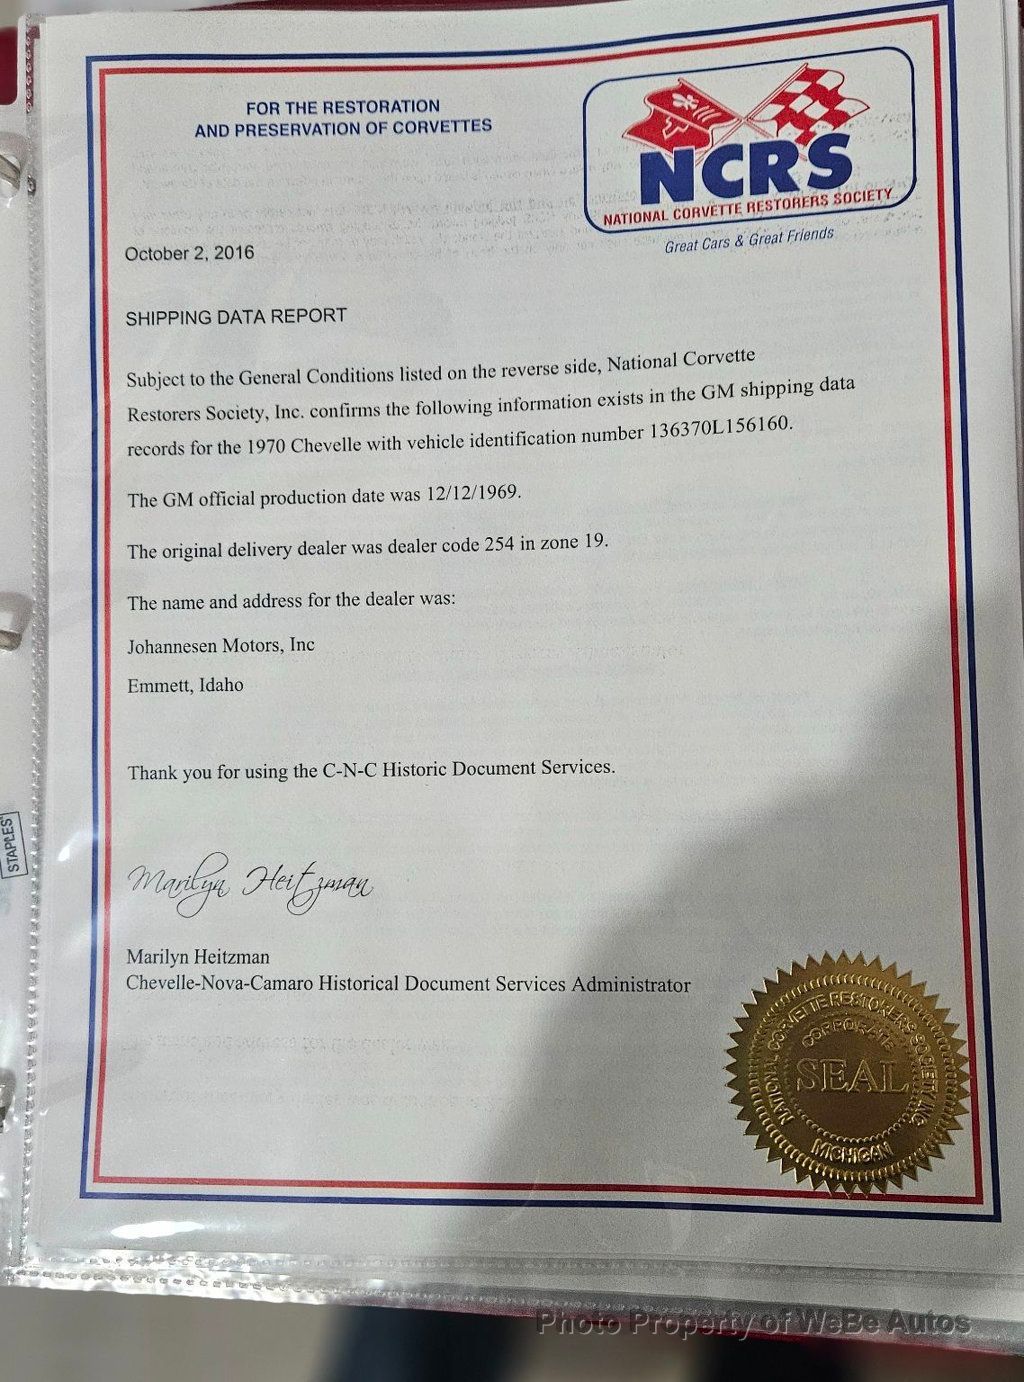 FOR THE RESTORATION
AND PRESERVATION OF CORVETTES
NCRS
NATIONAL CORVETTE RESTORERS SOCIETY
Great Cars & Great Friends
October 2, 2016
SHIPPING DATA REPORT
Subject to the General Conditions listed on the reverse side, National Corvette
Restorers Society, Inc. confirms the following information exists in the GM shipping data
records for the 1970 Chevelle with vehicle identification number 136370L156160.
The GM official production date was 12/12/1969.
The original delivery dealer was dealer code 254 in zone 19.
The name and address for the dealer was:
Johannesen Motors, Inc
Emmett, Idaho
Thank you for using the C-N-C Historic Document Services.
STAPLES
Marilyn Heitzman
Marilyn Heitzman
Chevelle-Nova-Camaro Historical Document Services Administrator
NATIONAL CORVETTE RESTORERS SOCIETY INC
CORPORATE
SEAL
MICHIGAN
Photo Property of WeBe Autos